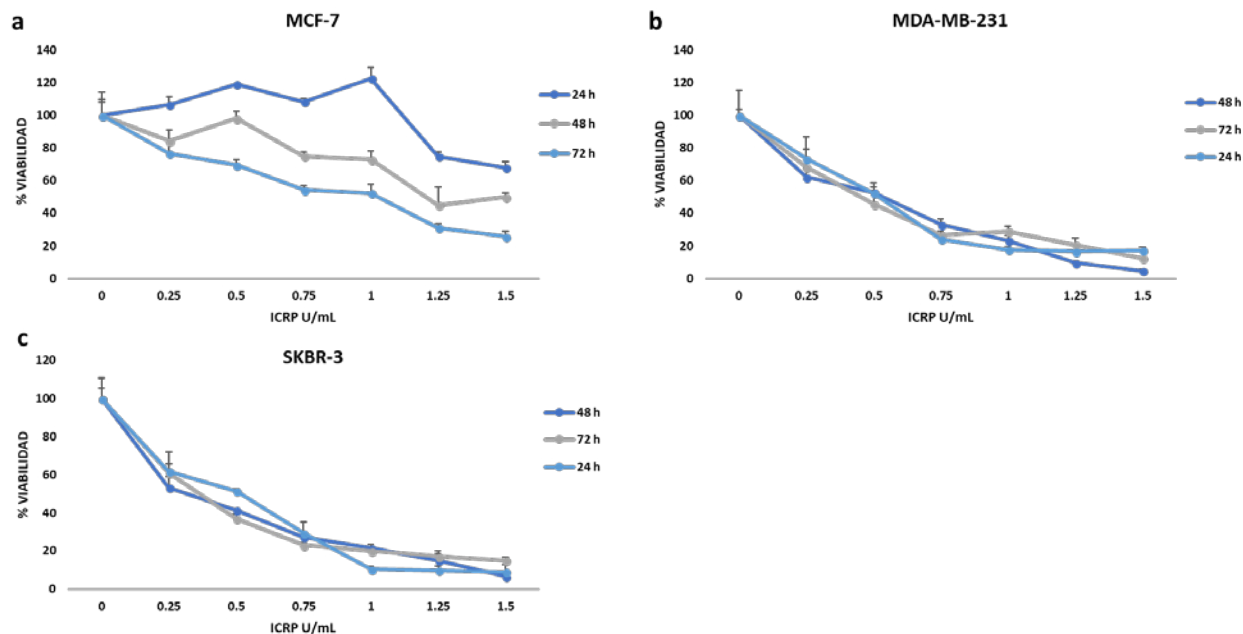 a
MCF-7
140
120
100
80
60
40
20
0
% VIABILIDAD
0 0.25 0.5 0.75 1 1.25 1.5
ICRP U/mL
24 h
48 h
72 h
b
MDA-MB-231
140
120
100
80
60
40
20
0
% VIABILIDAD
0 0.25 0.5 0.75 1 1.25 1.5
ICRP U/mL
48 h
72 h
24 h
c
SKBR-3
120
100
80
60
40
20
0
% VIABILIDAD
0 0.25 0.5 0.75 1 1.25 1.5
ICRP U/mL
48 h
72 h
24 h